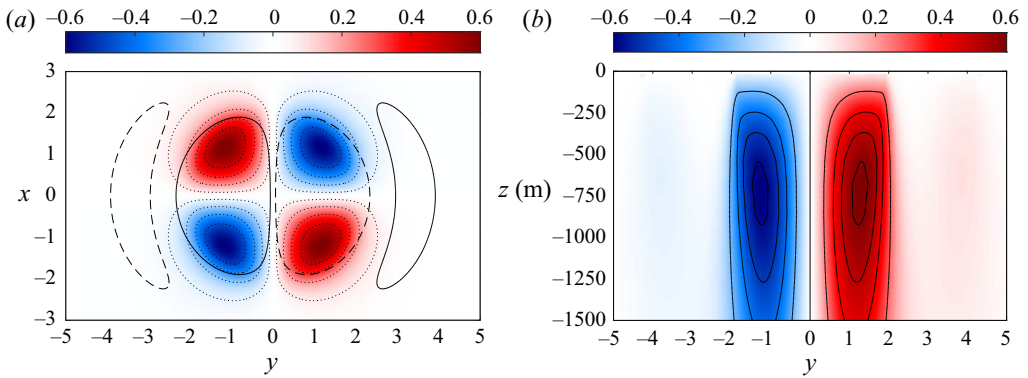 (a) –0.6 –0.4 –0.2 0 0.2 0.4 0.6
3
2
1
x 0
–1
–2
–3
–5 –4 –3 –2 –1 0 1 2 3 4 5
y
(b) –0.6 –0.4 –0.2 0 0.2 0.4 0.6
0
–250
–500
z (m) –750
–1000
–1250
–1500
–5 –4 –3 –2 –1 0 1 2 3 4 5
y